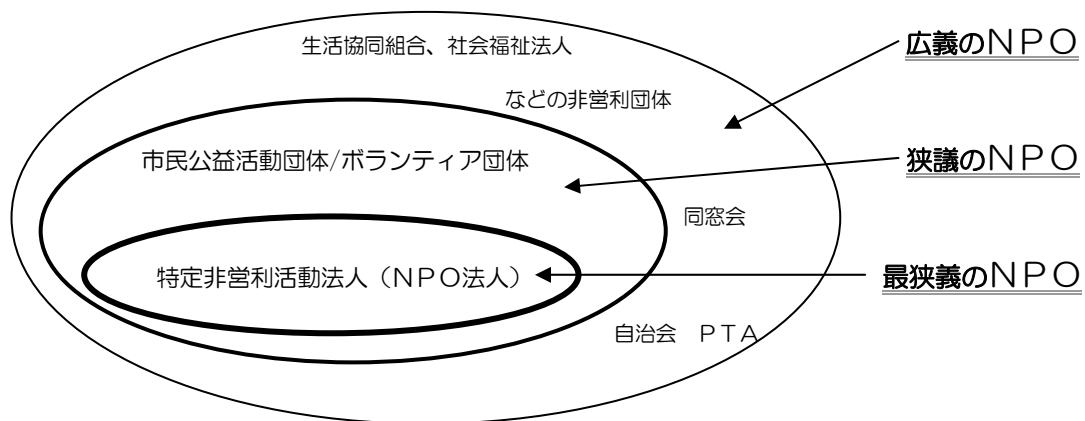 生活協同組合、社会福祉法人
広義のNPO
などの非営利団体
市民公益活動団体/ボランティア団体
狭議のNPO
同窓会
特定非営利活動法人（NPO法人）
最狭義のNPO
自治会　PTA